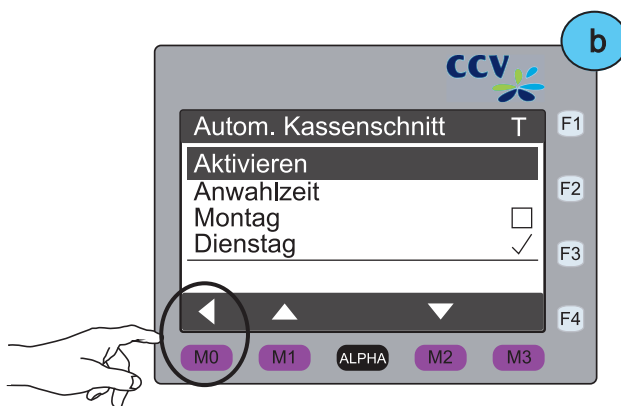 b
CCV
Autom. Kassenschnitt T
F1
Aktivieren
Anwahlzeit
F2
Montag
Dienstag
F3
F4
M0 M1 ALPHA M2 M3